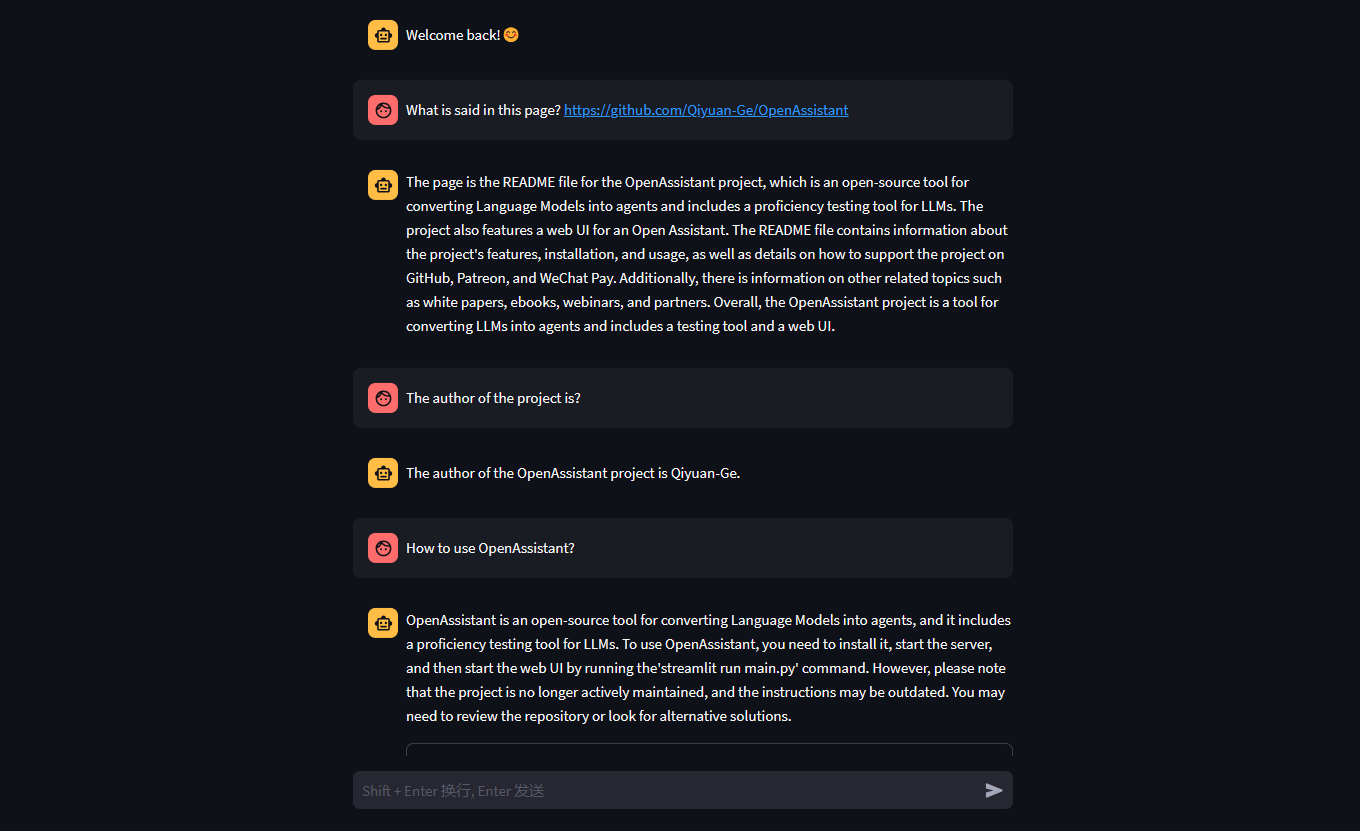 Welcome back! 😊
What is said in this page? https://github.com/Qiyuan-Ge/OpenAssistant
The page is the README file for the OpenAssistant project, which is an open-source tool for
converting Language Models into agents and includes a proficiency testing tool for LLMs. The
project also features a web UI for an Open Assistant. The README file contains information about
the project's features, installation, and usage, as well as details on how to support the project on
GitHub, Patreon, and WeChat Pay. Additionally, there is information on other related topics such
as white papers, ebooks, webinars, and partners. Overall, the OpenAssistant project is a tool for
converting LLMs into agents and includes a testing tool and a web UI.
The author of the project is?
The author of the OpenAssistant project is Qiyuan-Ge.
How to use OpenAssistant?
OpenAssistant is an open-source tool for converting Language Models into agents, and it includes
a proficiency testing tool for LLMs. To use OpenAssistant, you need to install it, start the server,
and then start the web UI by running the'streamlit run main.py' command. However, please note
that the project is no longer actively maintained, and the instructions may be outdated. You may
need to review the repository or look for alternative solutions.
Shift + Enter 换行, Enter 发送